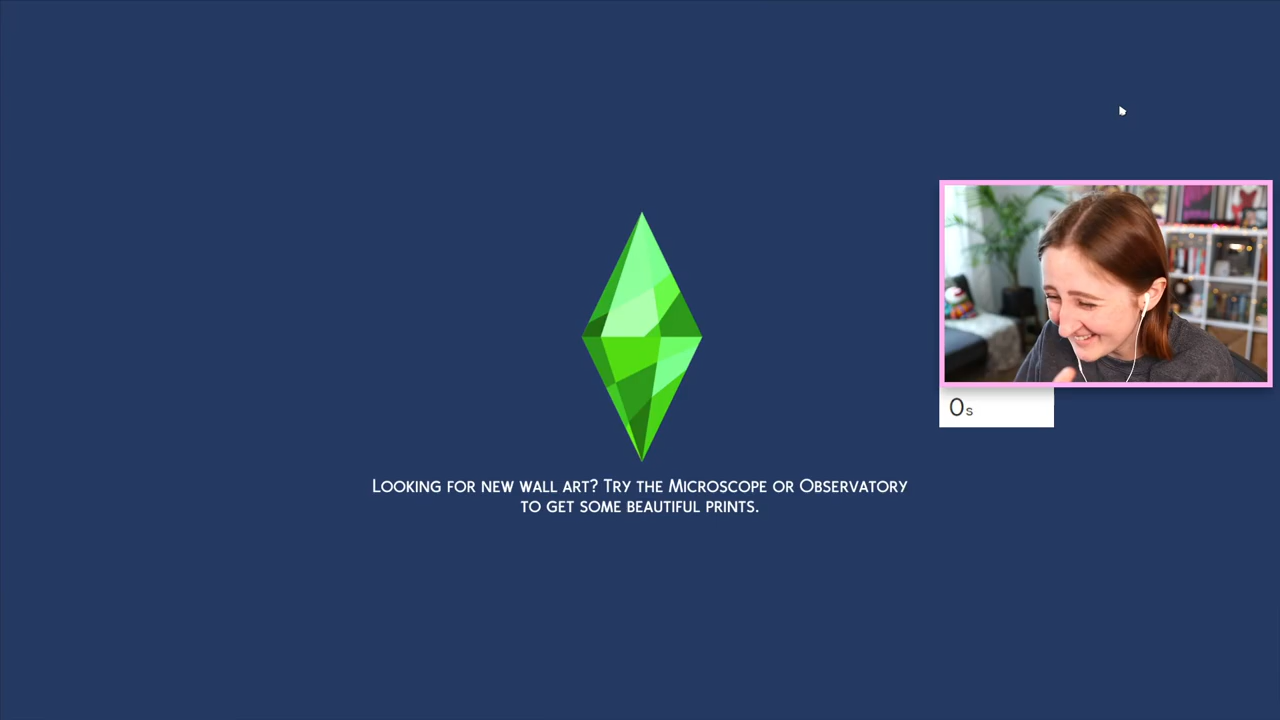 Looking for new wall art? Try the Microscope or Observatory
to get some beautiful prints.
0s